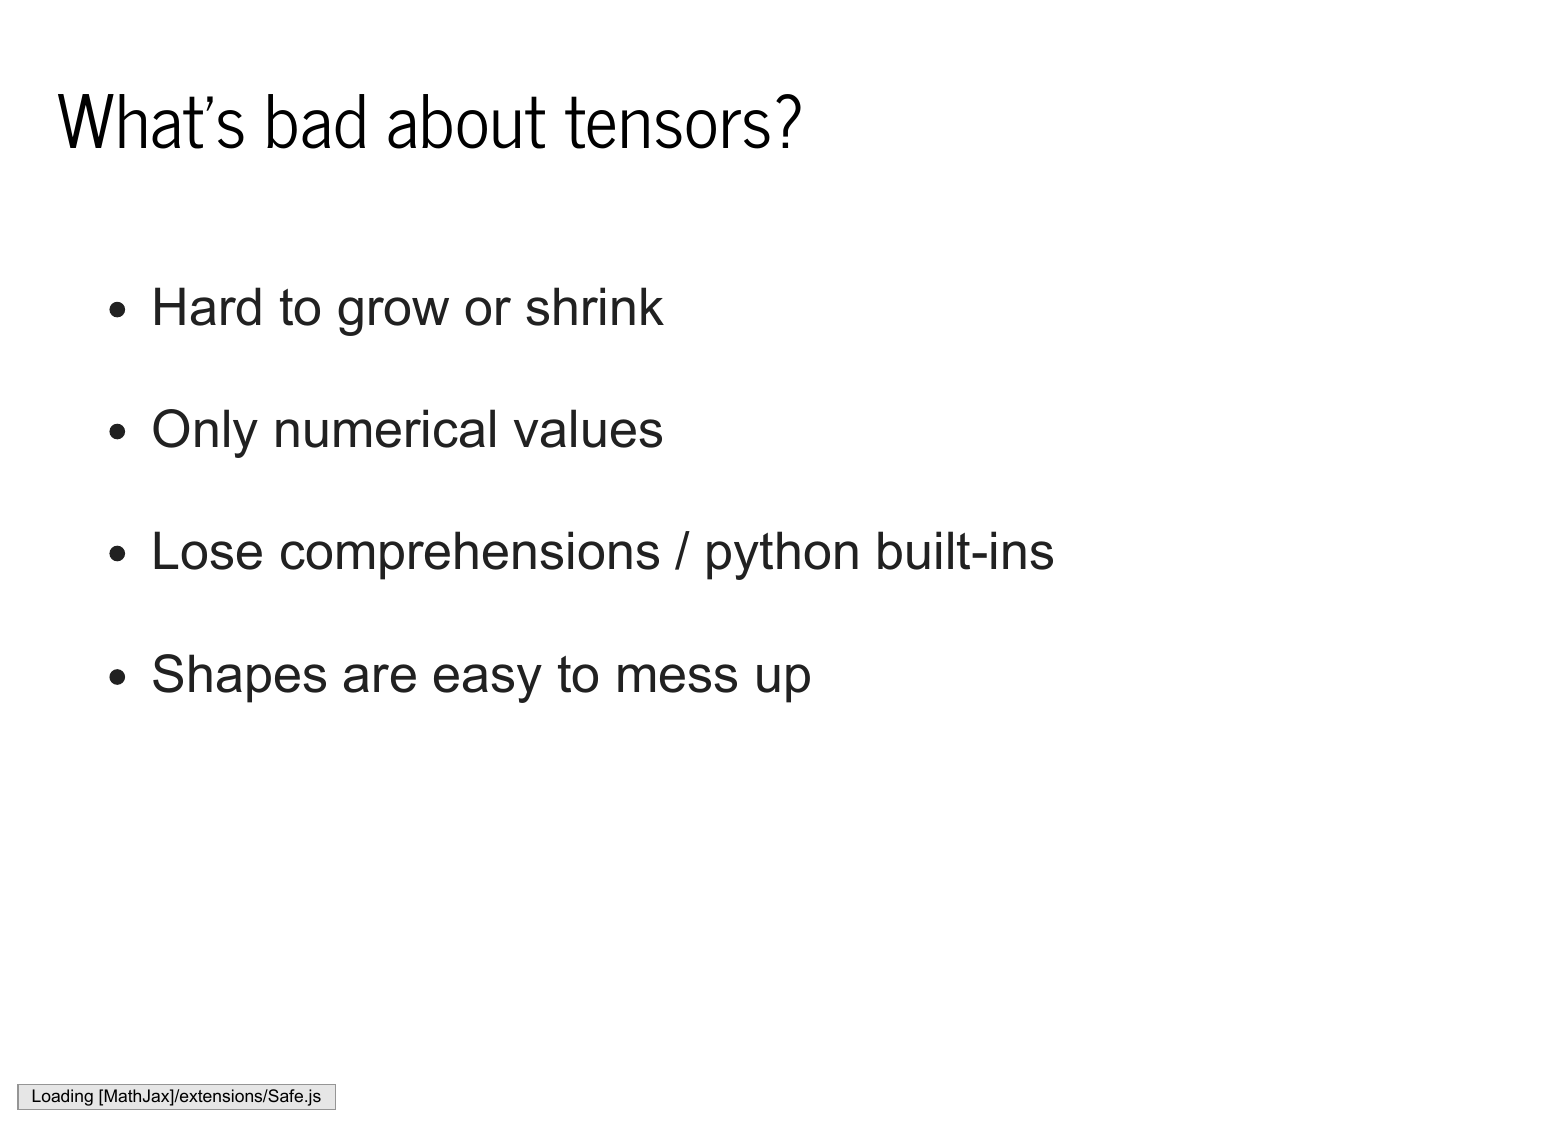 What's bad about tensors?
• Hard to grow or shrink
• Only numerical values
• Lose comprehensions / python built-ins
• Shapes are easy to mess up
Loading [MathJax]/extensions/Safe.js